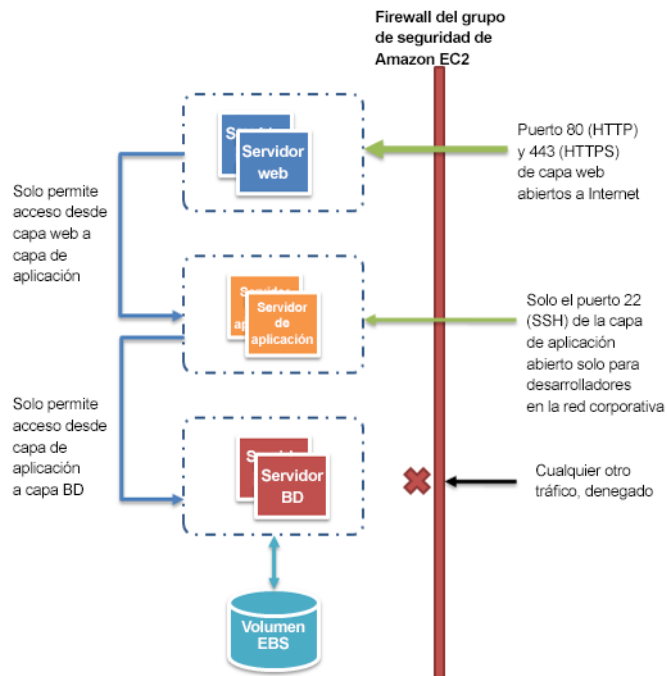 Firewall del grupo
de seguridad de
Amazon EC2
Servidor
web
Puerto 80 (HTTP)
y 443 (HTTPS)
de capa web
abiertos a Internet
Solo permite
acceso desde
capa web a
capa de
aplicación
Servidor
de
aplicación
Solo el puerto 22
(SSH) de la capa
de aplicación
abierto solo para
desarrolladores
en la red corporativa
Solo permite
acceso desde
capa de
aplicación
a capa BD
Servidor
BD
Cualquier otro
tráfico, denegado
Volumen
EBS